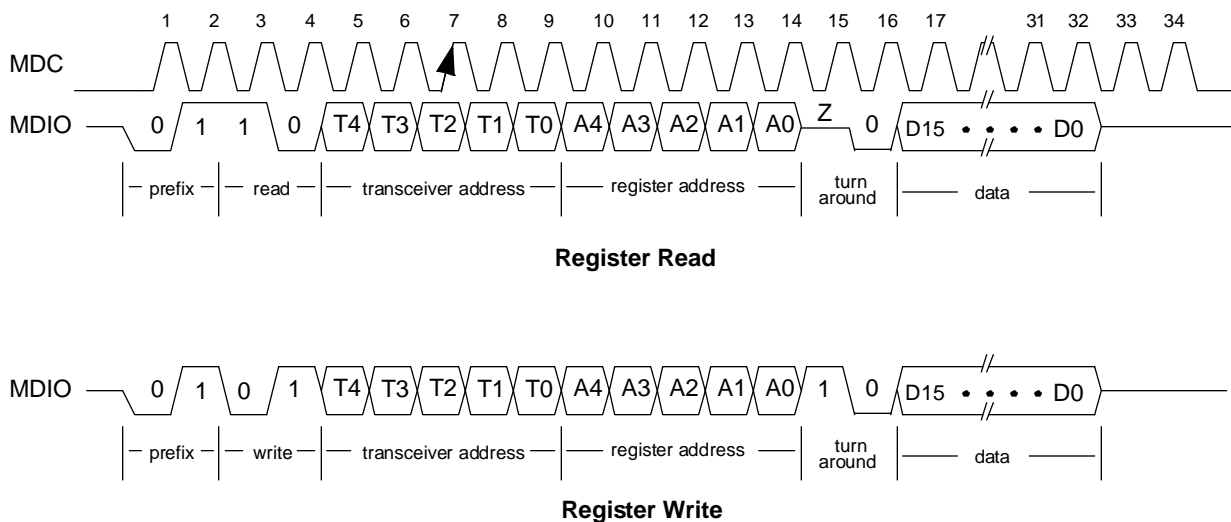 1 2 3 4 5 6 7 8 9 10 11 12 13 14 15 16 17 31 32 33 34
MDC
MDIO 0 1 1 0 T4 T3 T2 T1 T0 A4 A3 A2 A1 A0 Z 0 D15 D0
prefix read transceiver address register address turn around data
Register Read
MDIO 0 1 0 1 T4 T3 T2 T1 T0 A4 A3 A2 A1 A0 1 0 D15 D0
prefix write transceiver address register address turn around data
Register Write